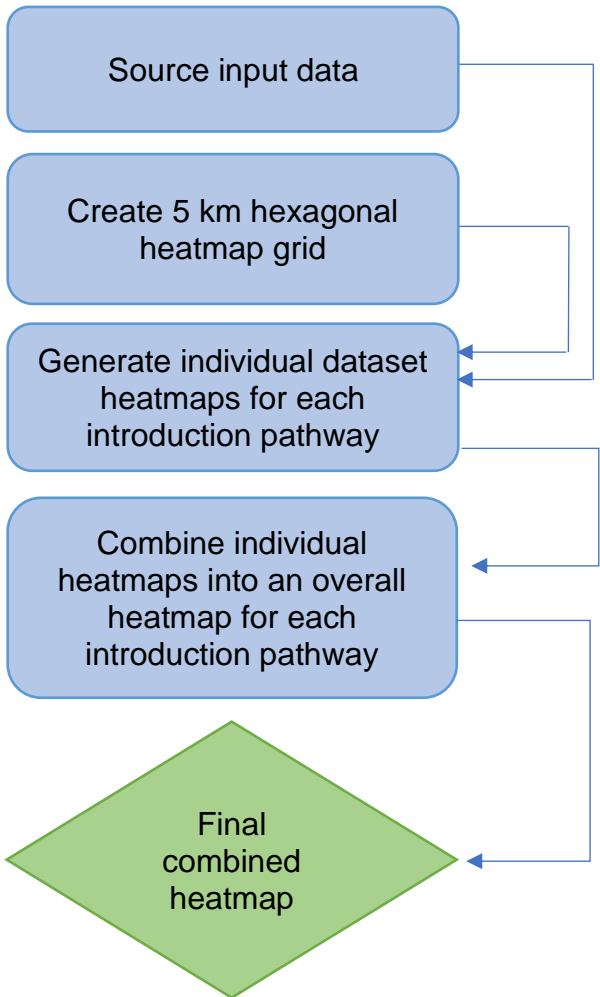 Source input data
Create 5 km hexagonal
heatmap grid
Generate individual dataset
heatmaps for each
introduction pathway
Combine individual
heatmaps into an overall
heatmap for each
introduction pathway
Final
combined
heatmap